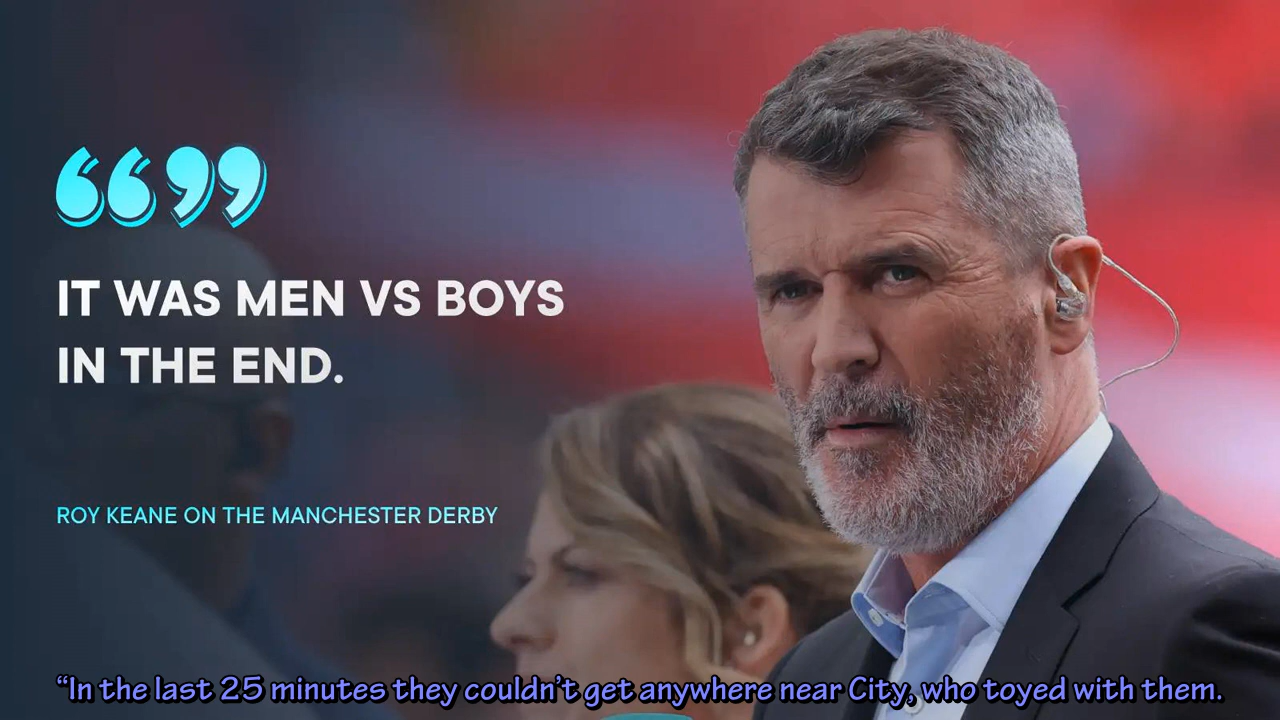 ““””
IT WAS MEN VS BOYS
IN THE END.
ROY KEANE ON THE MANCHESTER DERBY
“In the last 25 minutes they couldn’t get anywhere near City, who toyed with them.